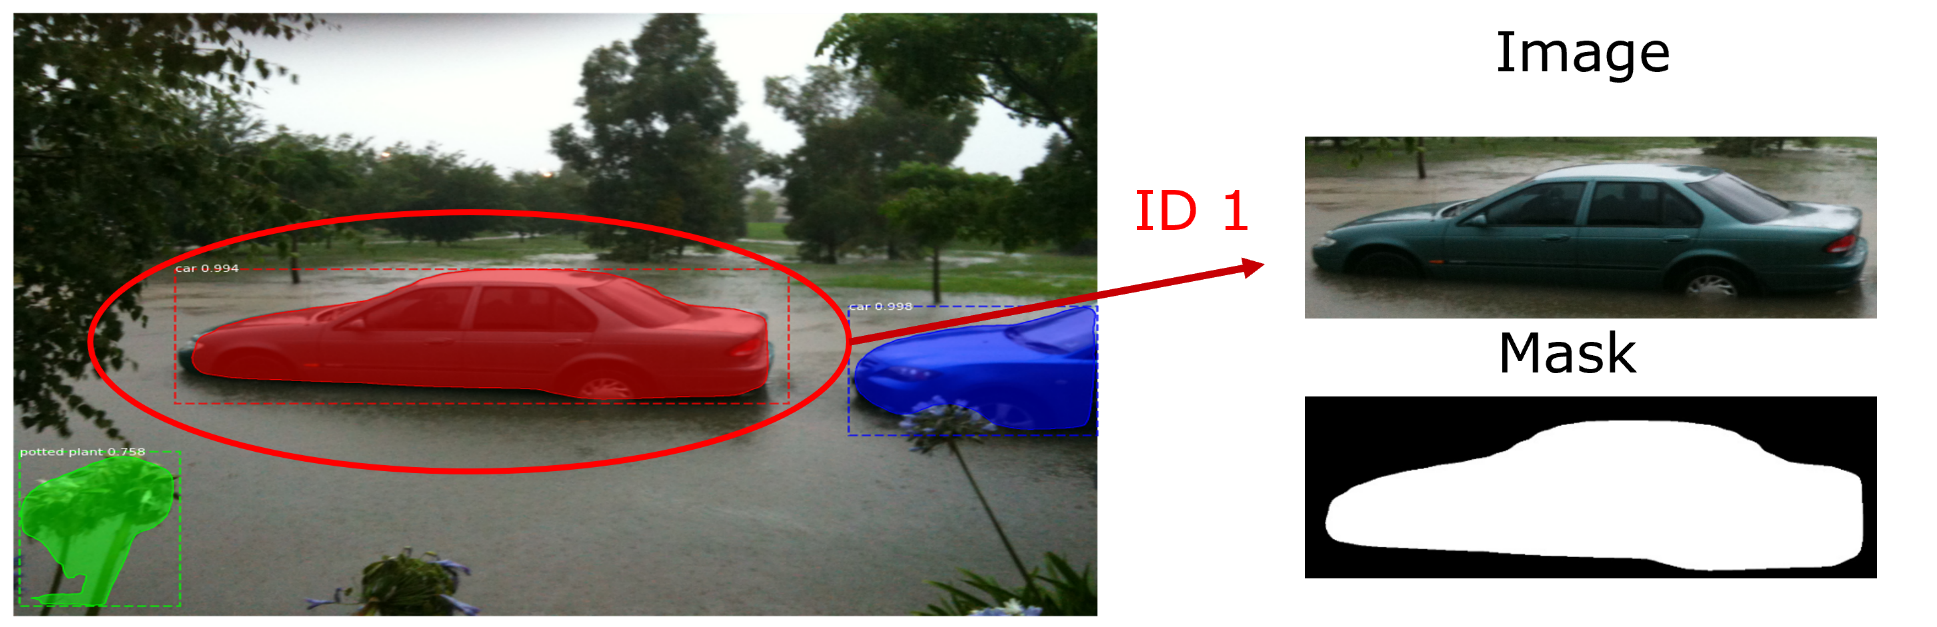 Image
ID 1
car 0.994
car 0.998
Mask
potted plant 0.758